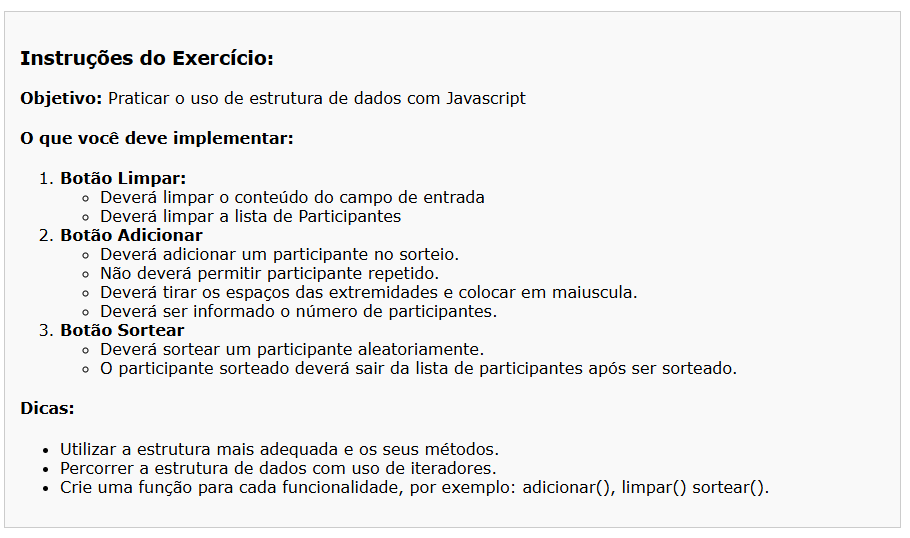 Instruções do Exercício:
Objetivo: Praticar o uso de estrutura de dados com Javascript
O que você deve implementar:
1. Botão Limpar:
Deverá limpar o conteúdo do campo de entrada
Deverá limpar a lista de Participantes
2. Botão Adicionar
Deverá adicionar um participante no sorteio.
Não deverá permitir participante repetido.
Deverá tirar os espaços das extremidades e colocar em maiuscula.
Deverá ser informado o número de participantes.
3. Botão Sortear
Deverá sortear um participante aleatoriamente.
O participante sorteado deverá sair da lista de participantes após ser sorteado.
Dicas:
Utilizar a estrutura mais adequada e os seus métodos.
Percorrer a estrutura de dados com uso de iteradores.
Crie uma função para cada funcionalidade, por exemplo: adicionar(), limpar() sortear().